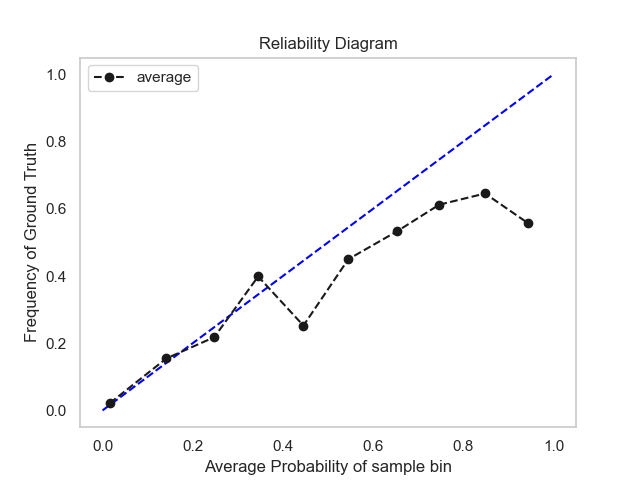 Reliability Diagram
average
Frequency of Ground Truth
1.0
0.8
0.6
0.4
0.2
0.0
0.0 0.2 0.4 0.6 0.8 1.0
Average Probability of sample bin